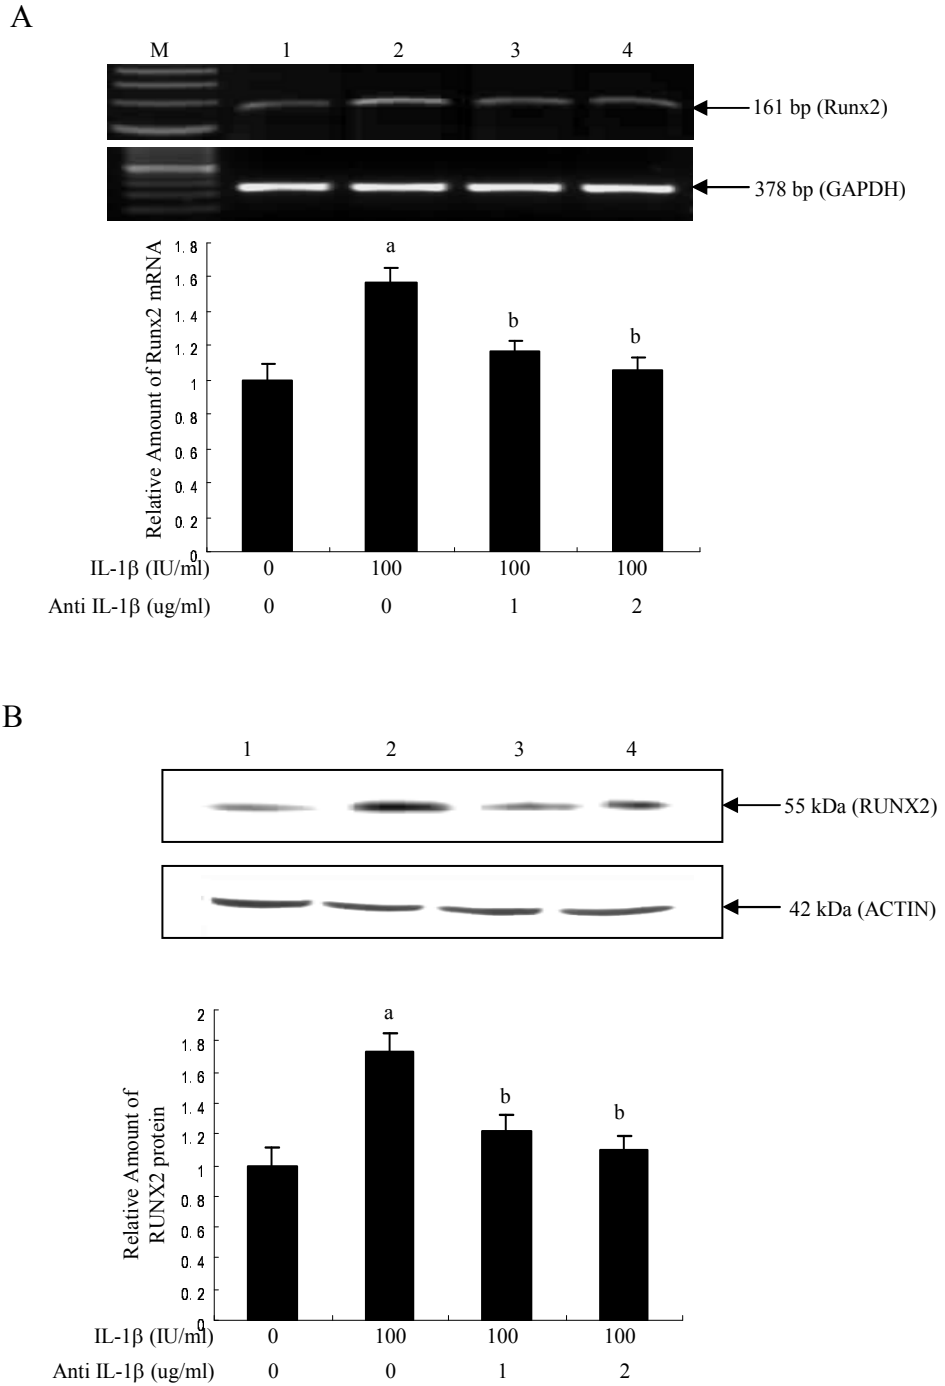 A
M 1 2 3 4
161 bp (Runx2)
378 bp (GAPDH)
Relative Amount of Runx2 mRNA
1.8
1.6
1.4
1.2
1
0.8
0.6
0.4
0.2
0
a
b
b
IL-1β (IU/ml) 0 100 100 100
Anti IL-1β (ug/ml) 0 0 1 2
B
1 2 3 4
55 kDa (RUNX2)
42 kDa (ACTIN)
Relative Amount of
RUNX2 protein
2
1.8
1.6
1.4
1.2
1
0.8
0.6
0.4
0.2
0
a
b
b
IL-1β (IU/ml) 0 100 100 100
Anti IL-1β (ug/ml) 0 0 1 2